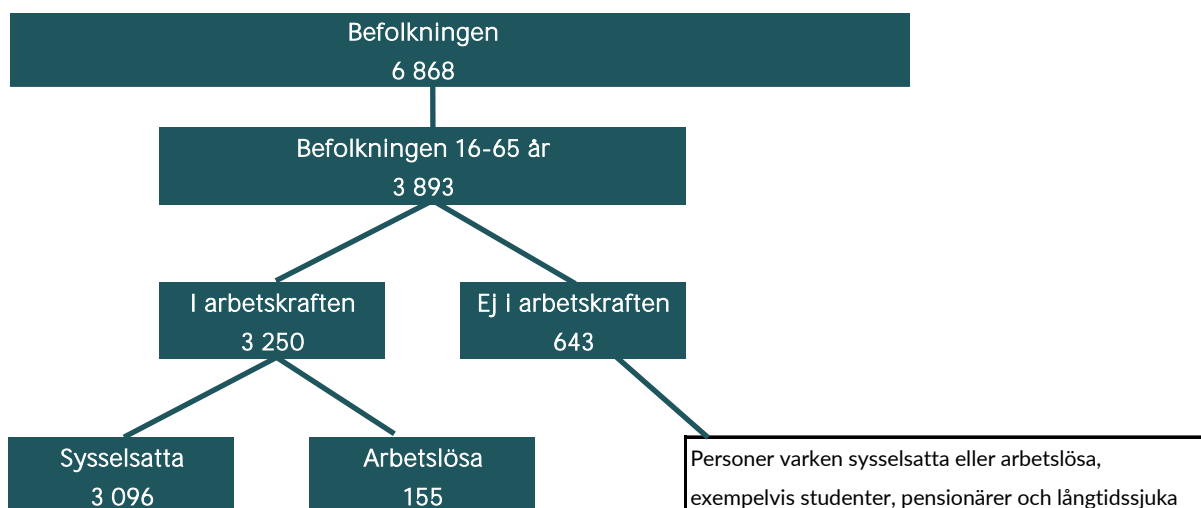 Befolkningen
6 868
Befolkningen 16-65 år
3 893
I arbetskraften
3 250
Ej i arbetskraften
643
Sysselsatta
3 096
Arbetslösa
155
Personer varken sysselsatta eller arbetslösa,
exempelvis studenter, pensionärer och långtidssjuka